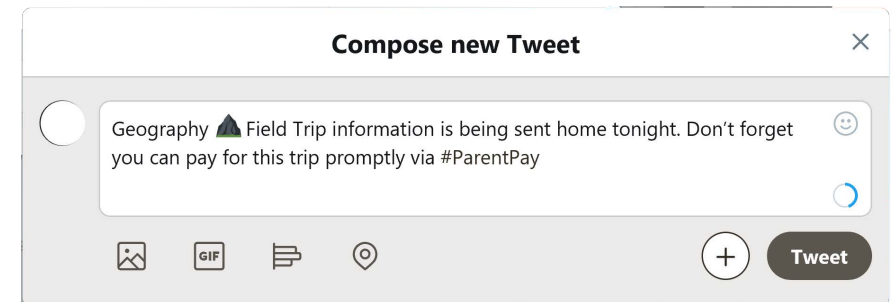 Compose new Tweet
Geography ⛰ Field Trip information is being sent home tonight. Don't forget
you can pay for this trip promptly via #ParentPay
GIF
Tweet